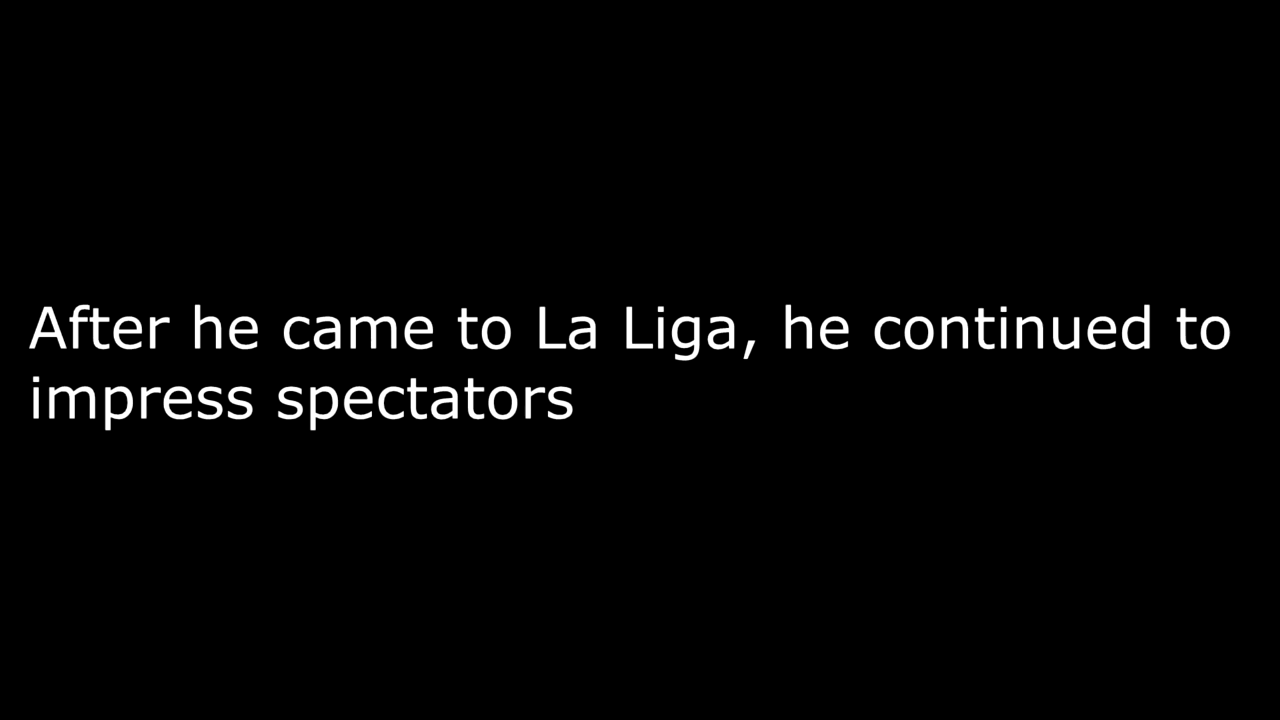 After he came to La Liga, he continued to
impress spectators